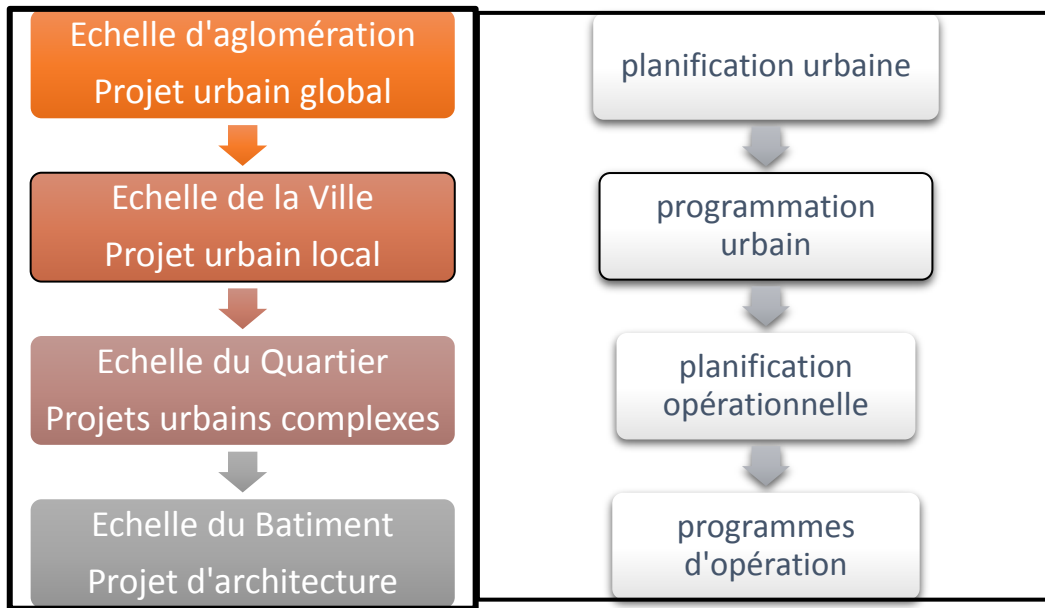 Echelle d'aglomération
Projet urbain global
Echelle de la Ville
Projet urbain local
Echelle du Quartier
Projets urbains complexes
Echelle du Batiment
Projet d'architecture
planification urbaine
programmation
urbain
planification
opérationnelle
programmes
d'opération